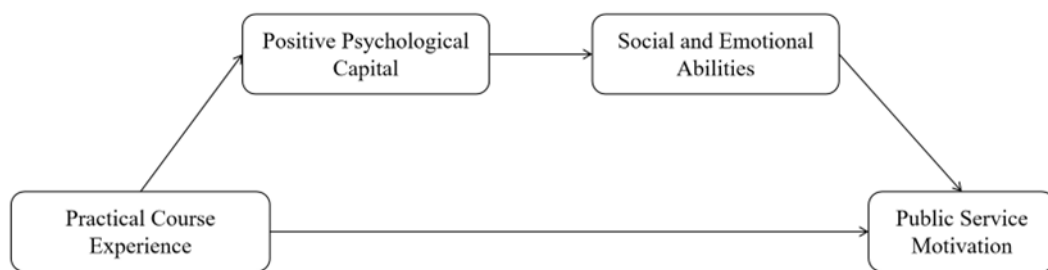 Positive Psychological
Capital
Social and Emotional
Abilities
Practical Course
Experience
Public Service
Motivation